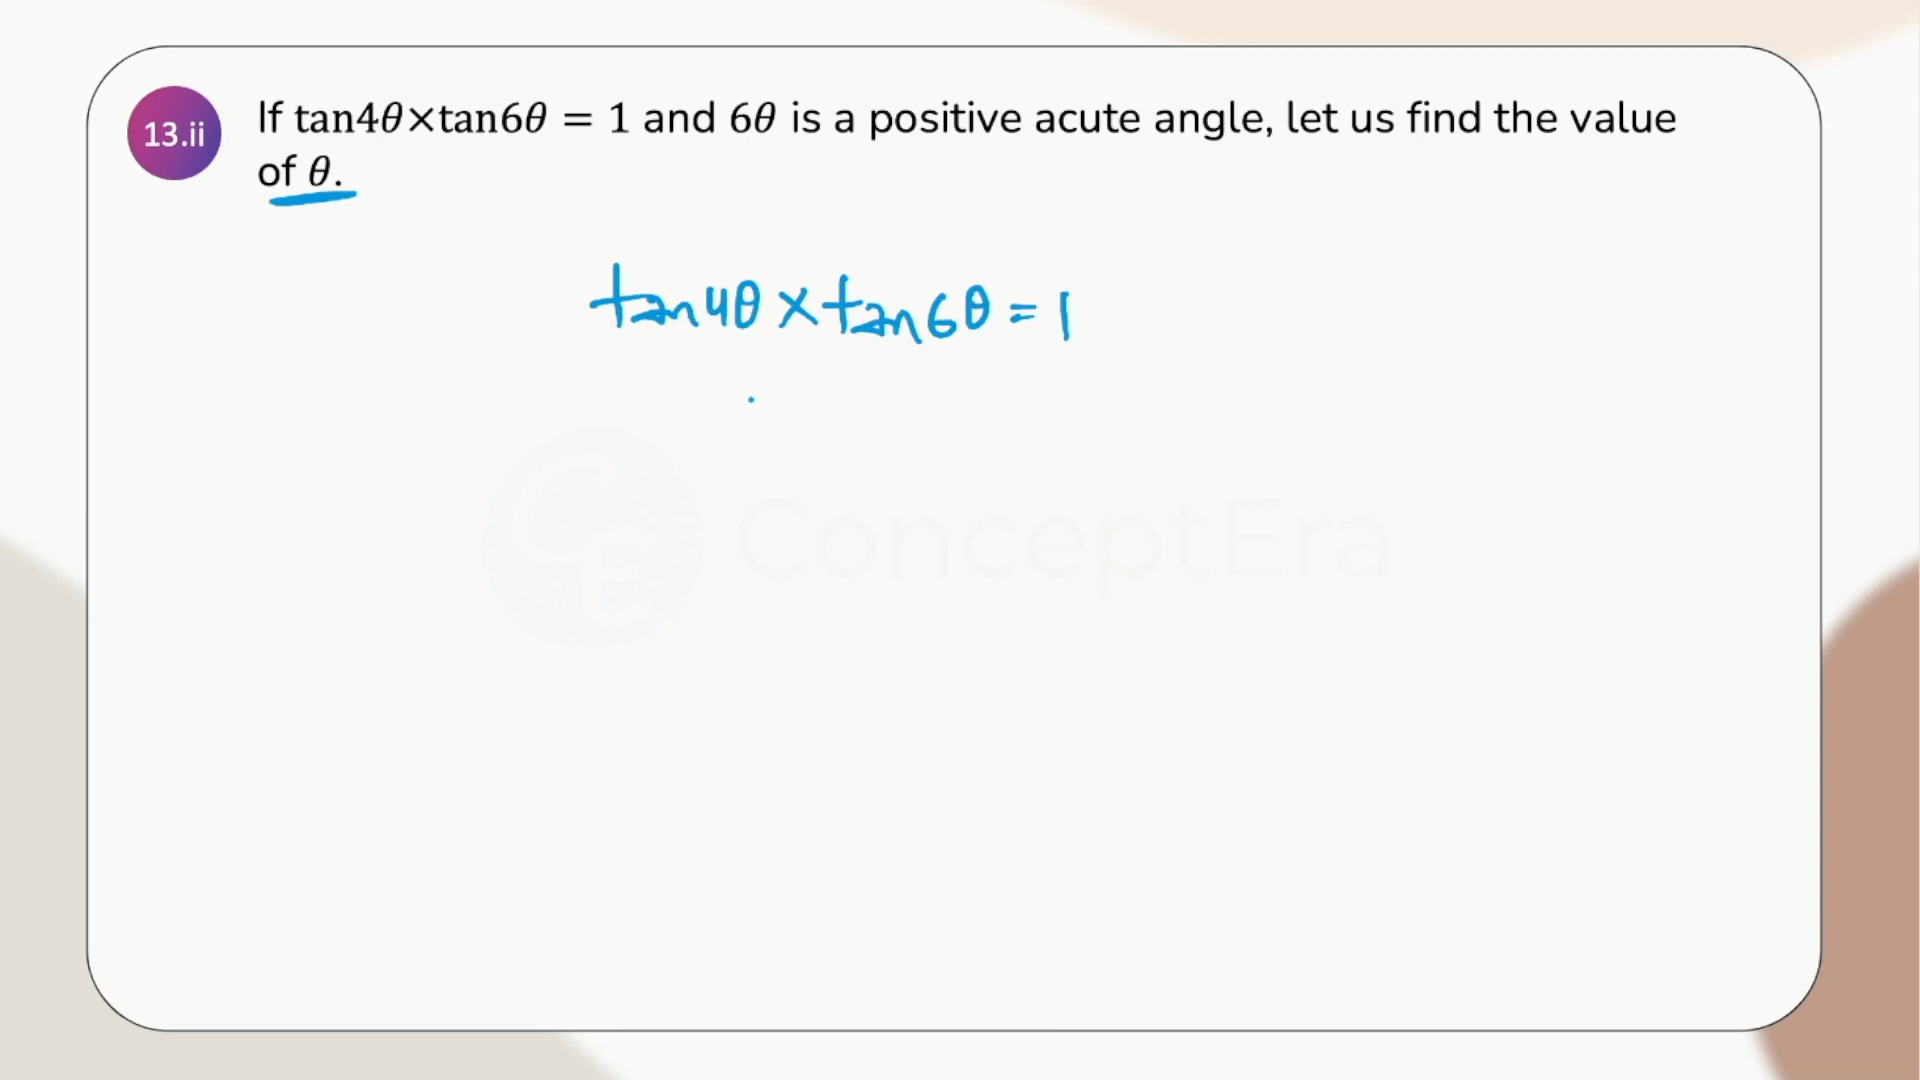 13.ii
If tan4θ×tan6θ = 1 and 6θ is a positive acute angle, let us find the value
of θ.
tan4θ × tan6θ = 1
ConceptEra